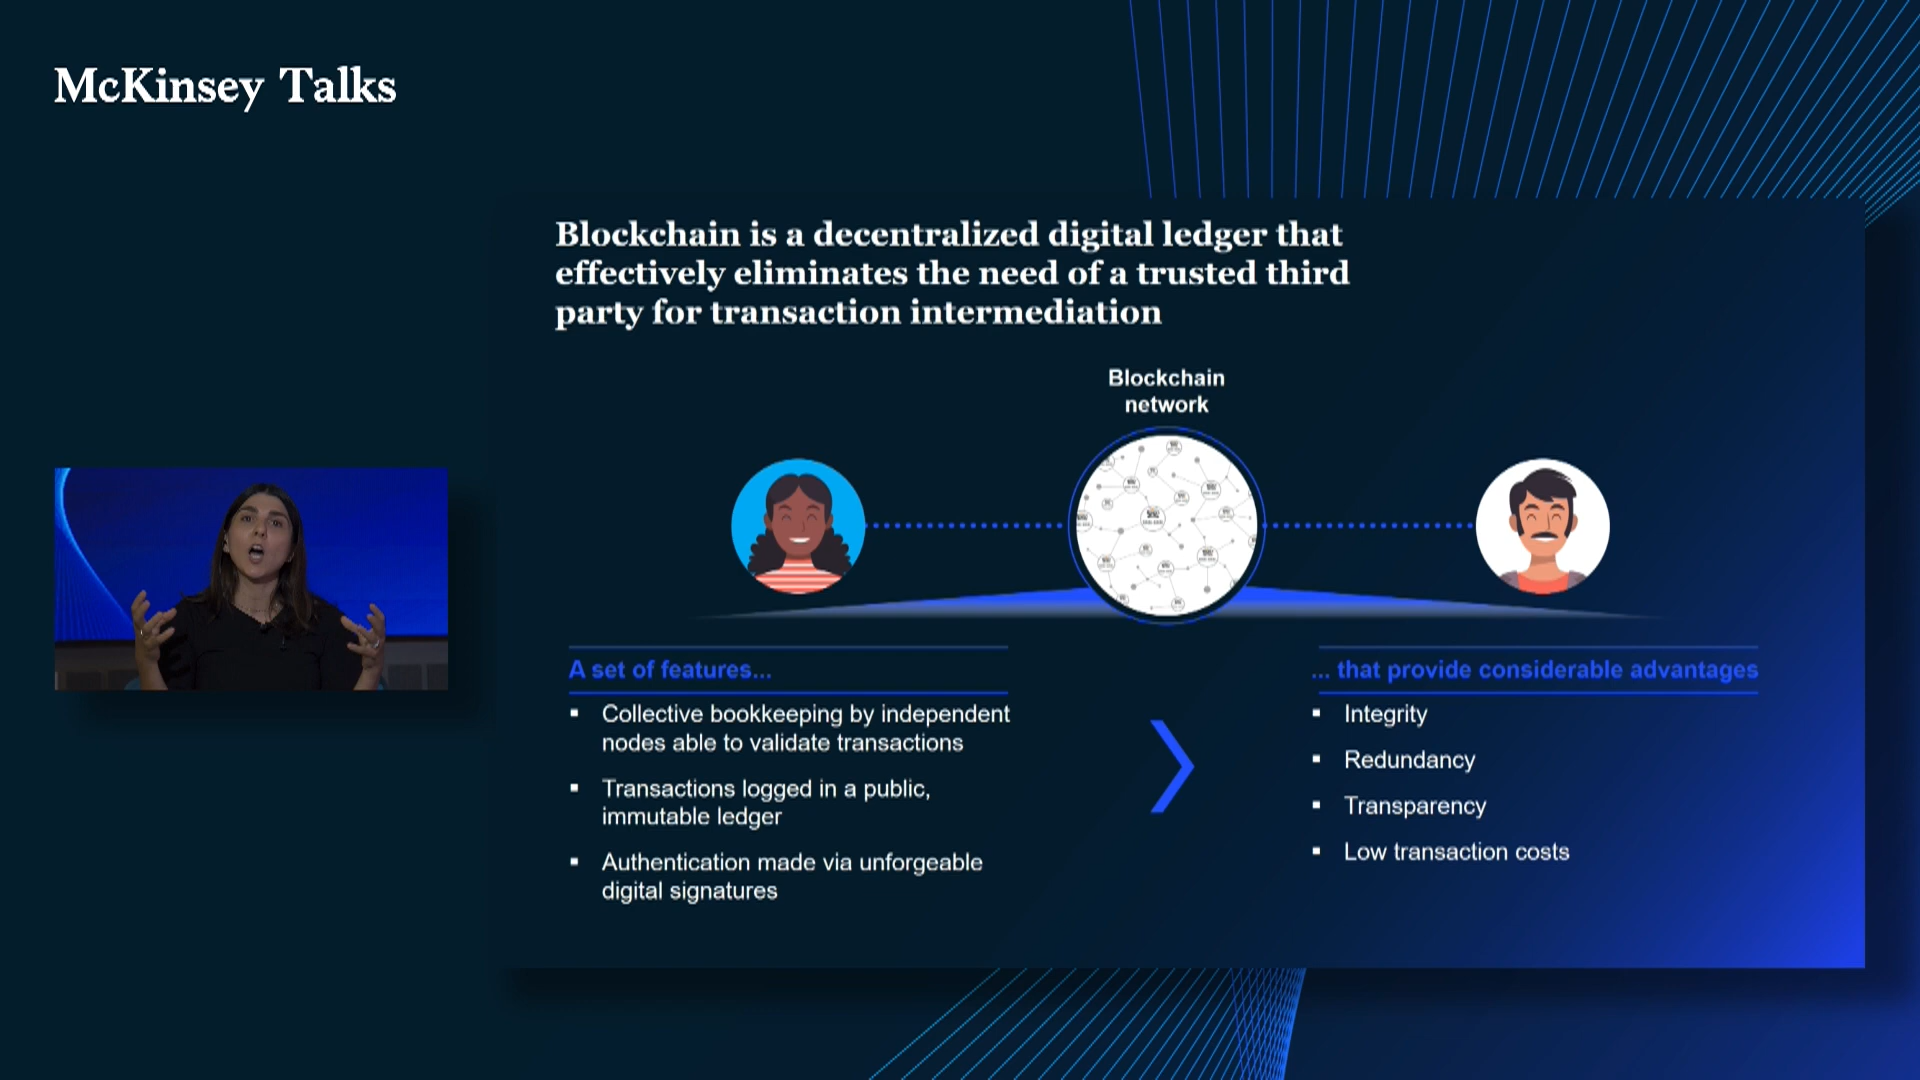 McKinsey Talks
Blockchain is a decentralized digital ledger that
effectively eliminates the need of a trusted third
party for transaction intermediation
Blockchain
network
A set of features...
Collective bookkeeping by independent
nodes able to validate transactions
Transactions logged in a public,
immutable ledger
Authentication made via unforgeable
digital signatures
... that provide considerable advantages
Integrity
Redundancy
Transparency
Low transaction costs